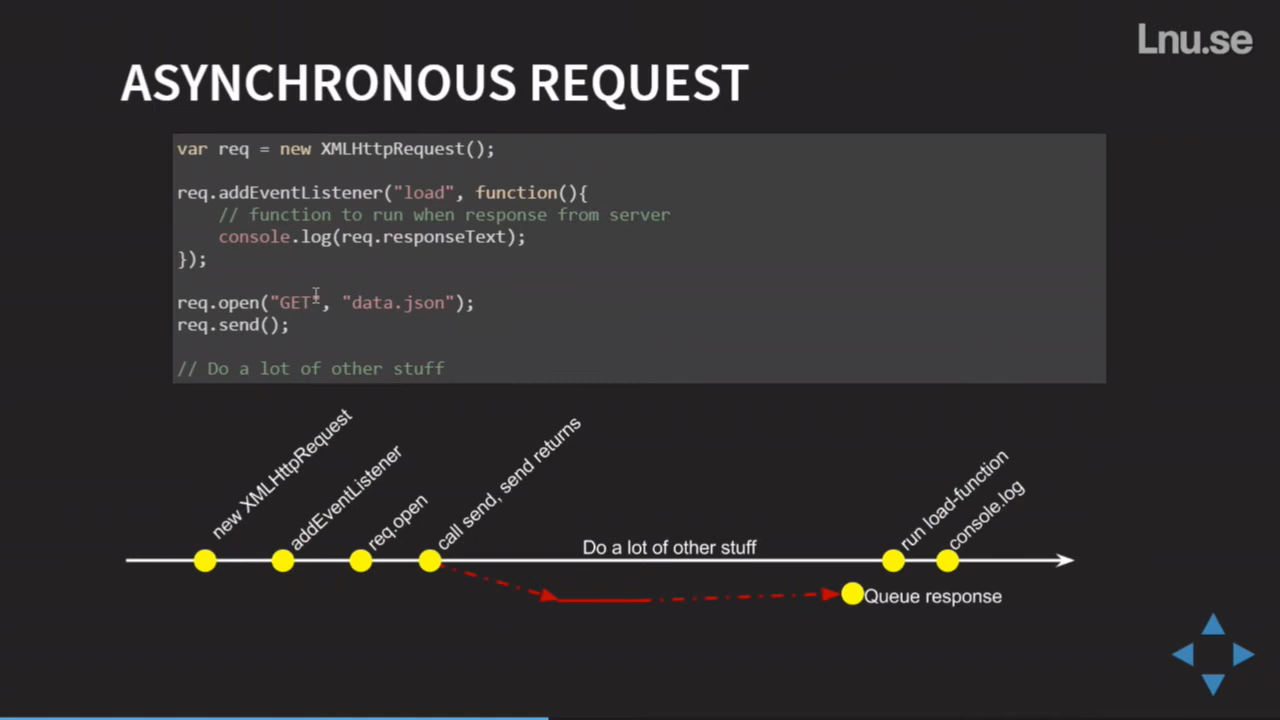 Lnu.se
ASYNCHRONOUS REQUEST
var req = new XMLHttpRequest();
req.addEventListener("load", function(){
// function to run when response from server
console.log(req.responseText);
});
req.open("GET", "data.json");
req.send();
// Do a lot of other stuff
new XMLHttpRequest
addEventListener
req.open
call send, send returns
Do a lot of other stuff
run load-function
console.log
Queue response